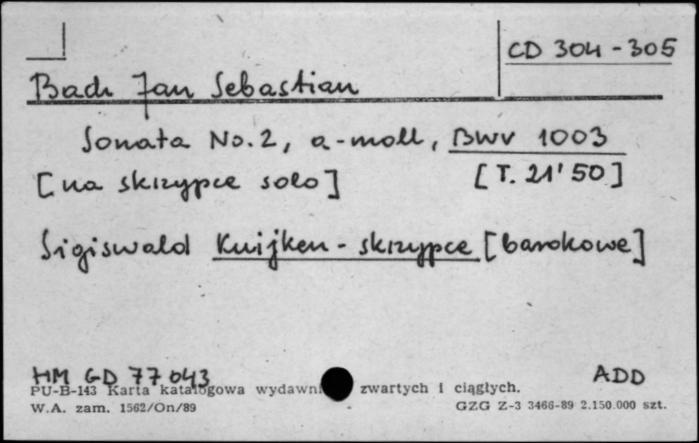 CD 304 - 305
Bach Jan Sebastian
Sonata No. 2, a-moll, BWV 1003
[na skrzypce solo] [T. 21'50]
Sigiswald Kuijken - skrzypce [barokowe]
HM GD 77043 ADD
PU-B-143 Karta katalogowa wydawni zwartych i ciągłych.
W.A. zam. 1562/On/89 GZG Z-3 3466-89 2.150.000 szt.